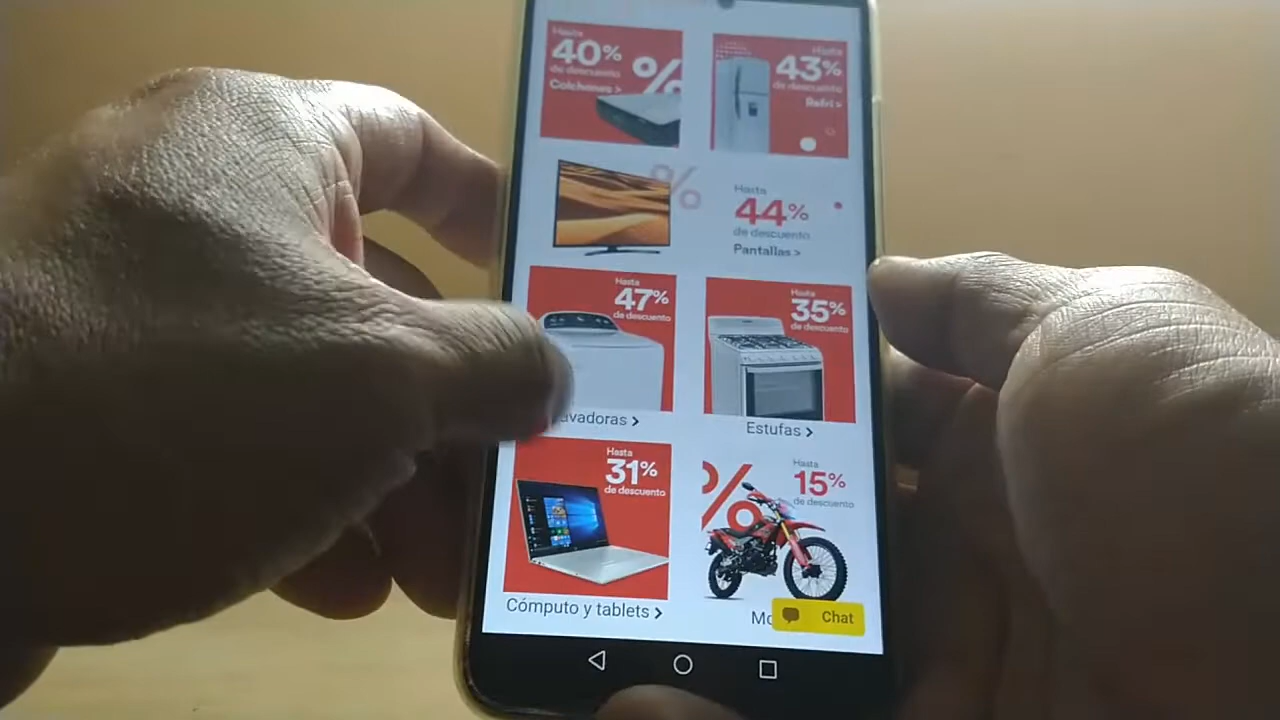 Hasta
40%
de descuento
Colchones >
%
Hasta
43%
de descuento
Refri >
%
Hasta
44%
de descuento
Pantallas >
Hasta
47%
de descuento
avadoras >
Hasta
35%
de descuento
Estufas >
Hasta
31%
de descuento
Cómputo y tablets >
%
Hasta
15%
de descuento
Mo
Chat